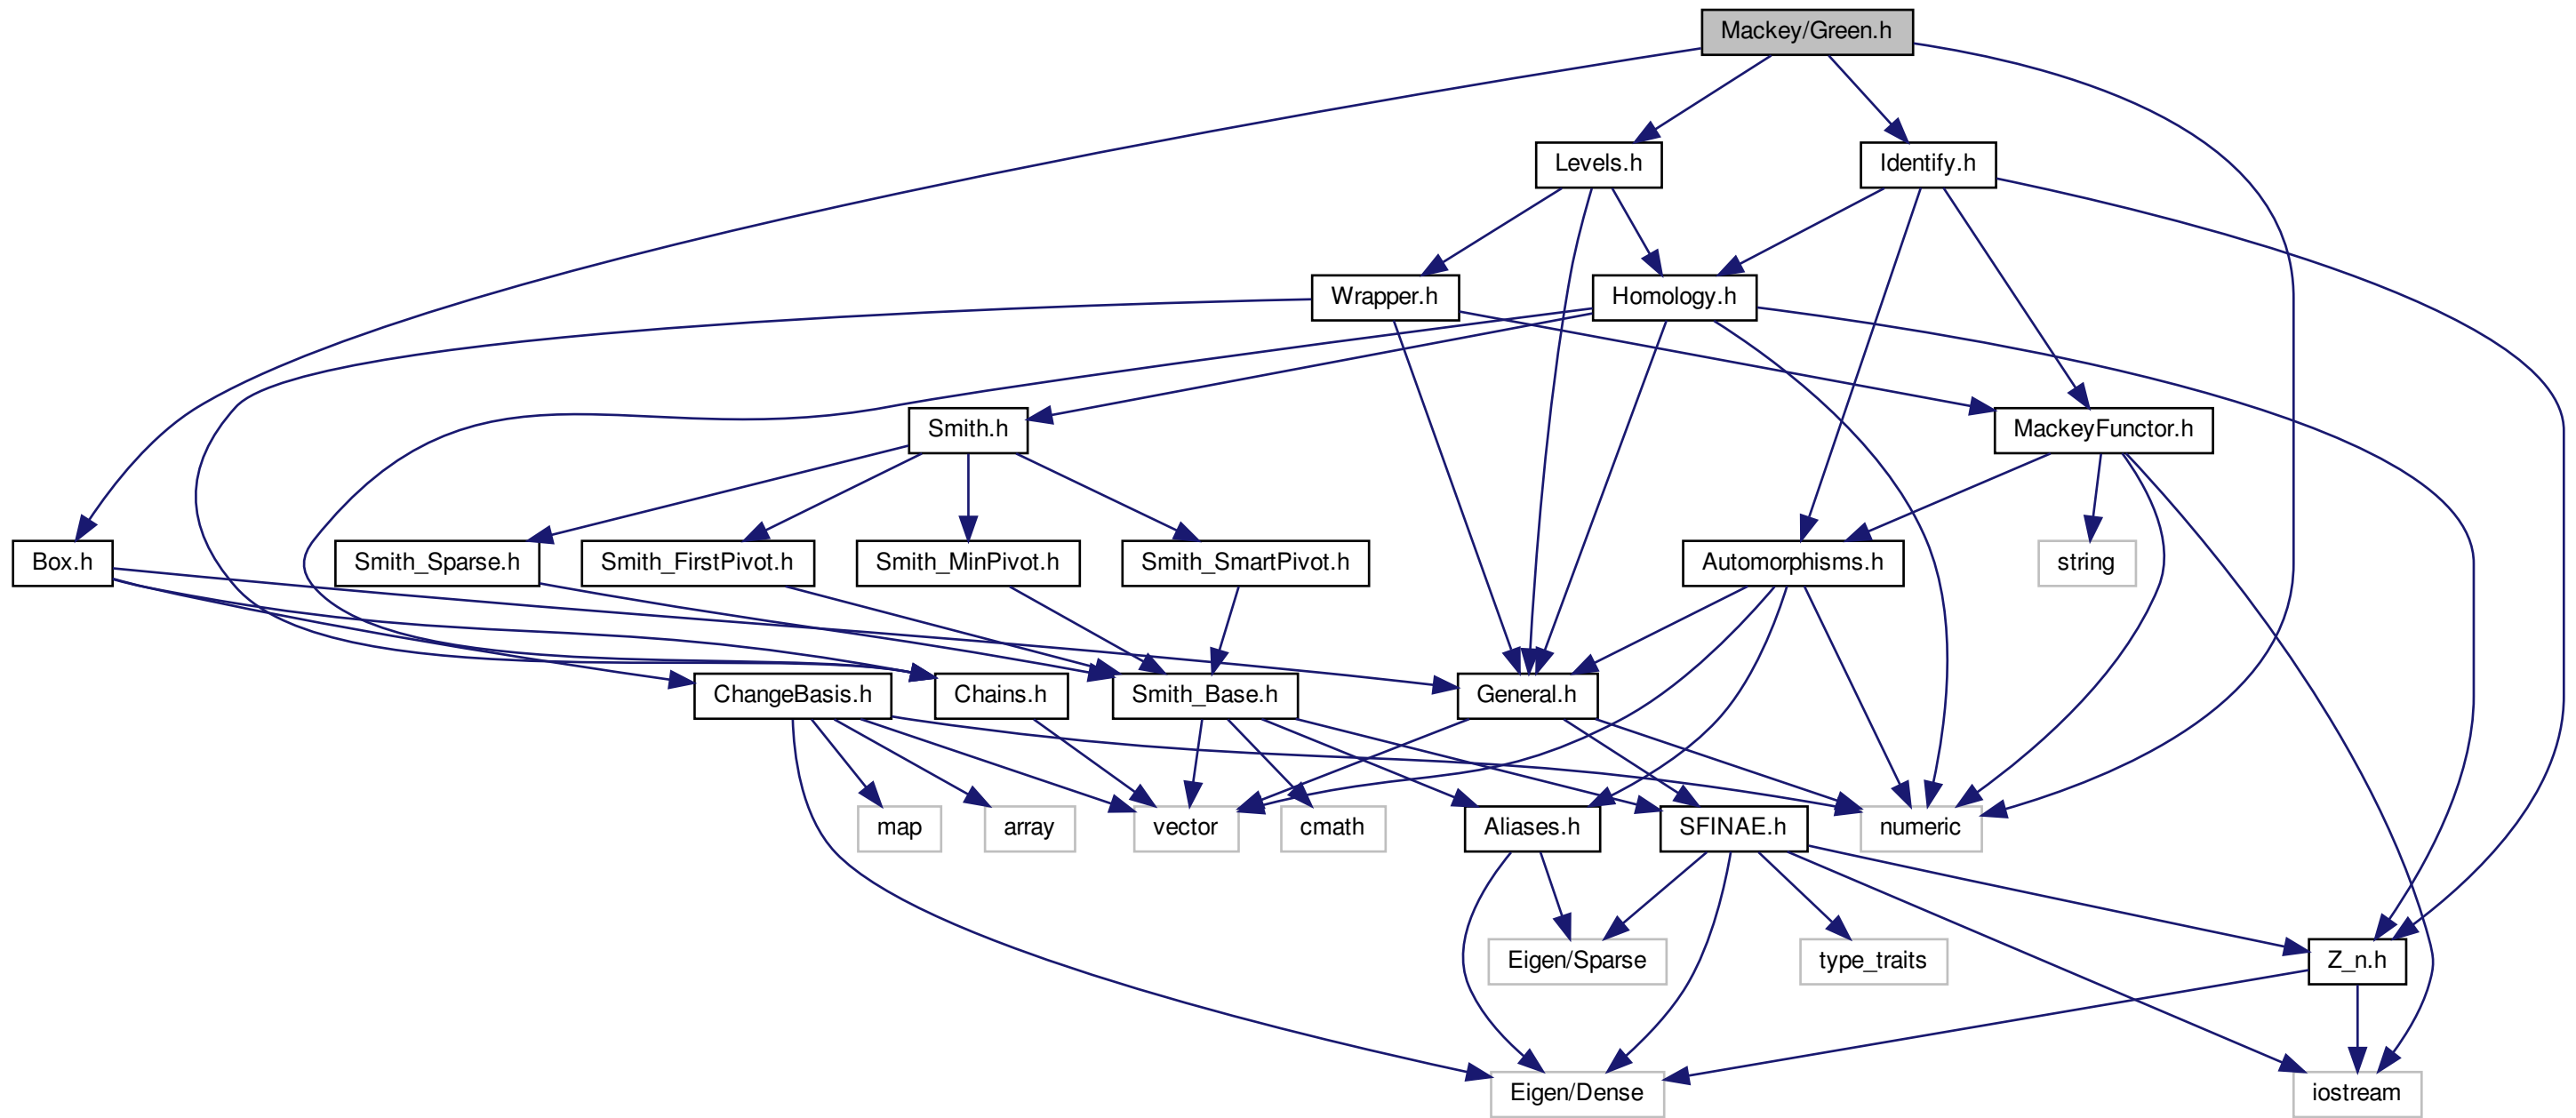 Mackey/Green.h
Levels.h
Identify.h
Wrapper.h
Homology.h
Smith.h
MackeyFunctor.h
Box.h
Smith_Sparse.h
Smith_FirstPivot.h
Smith_MinPivot.h
Smith_SmartPivot.h
Automorphisms.h
string
ChangeBasis.h
Chains.h
Smith_Base.h
General.h
map
array
vector
cmath
Aliases.h
SFINAE.h
numeric
Eigen/Sparse
type_traits
Z_n.h
Eigen/Dense
iostream